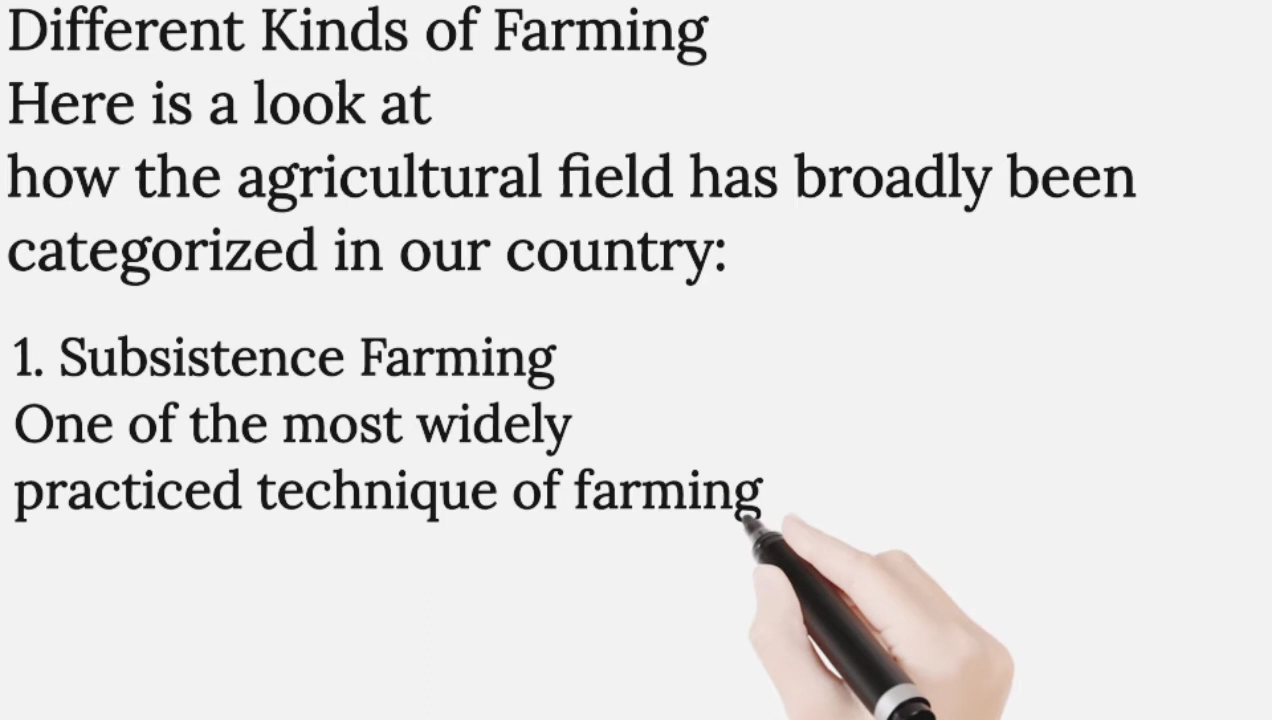 Different Kinds of Farming
Here is a look at
how the agricultural field has broadly been
categorized in our country:
1. Subsistence Farming
One of the most widely
practiced technique of farming